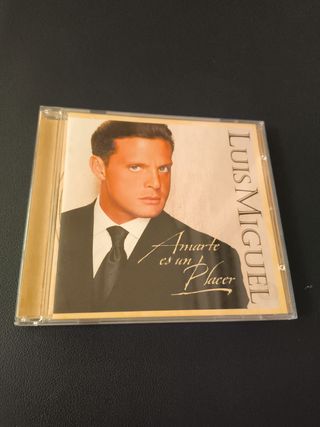 LUIS MIGUEL
Amarte
es un
Placer